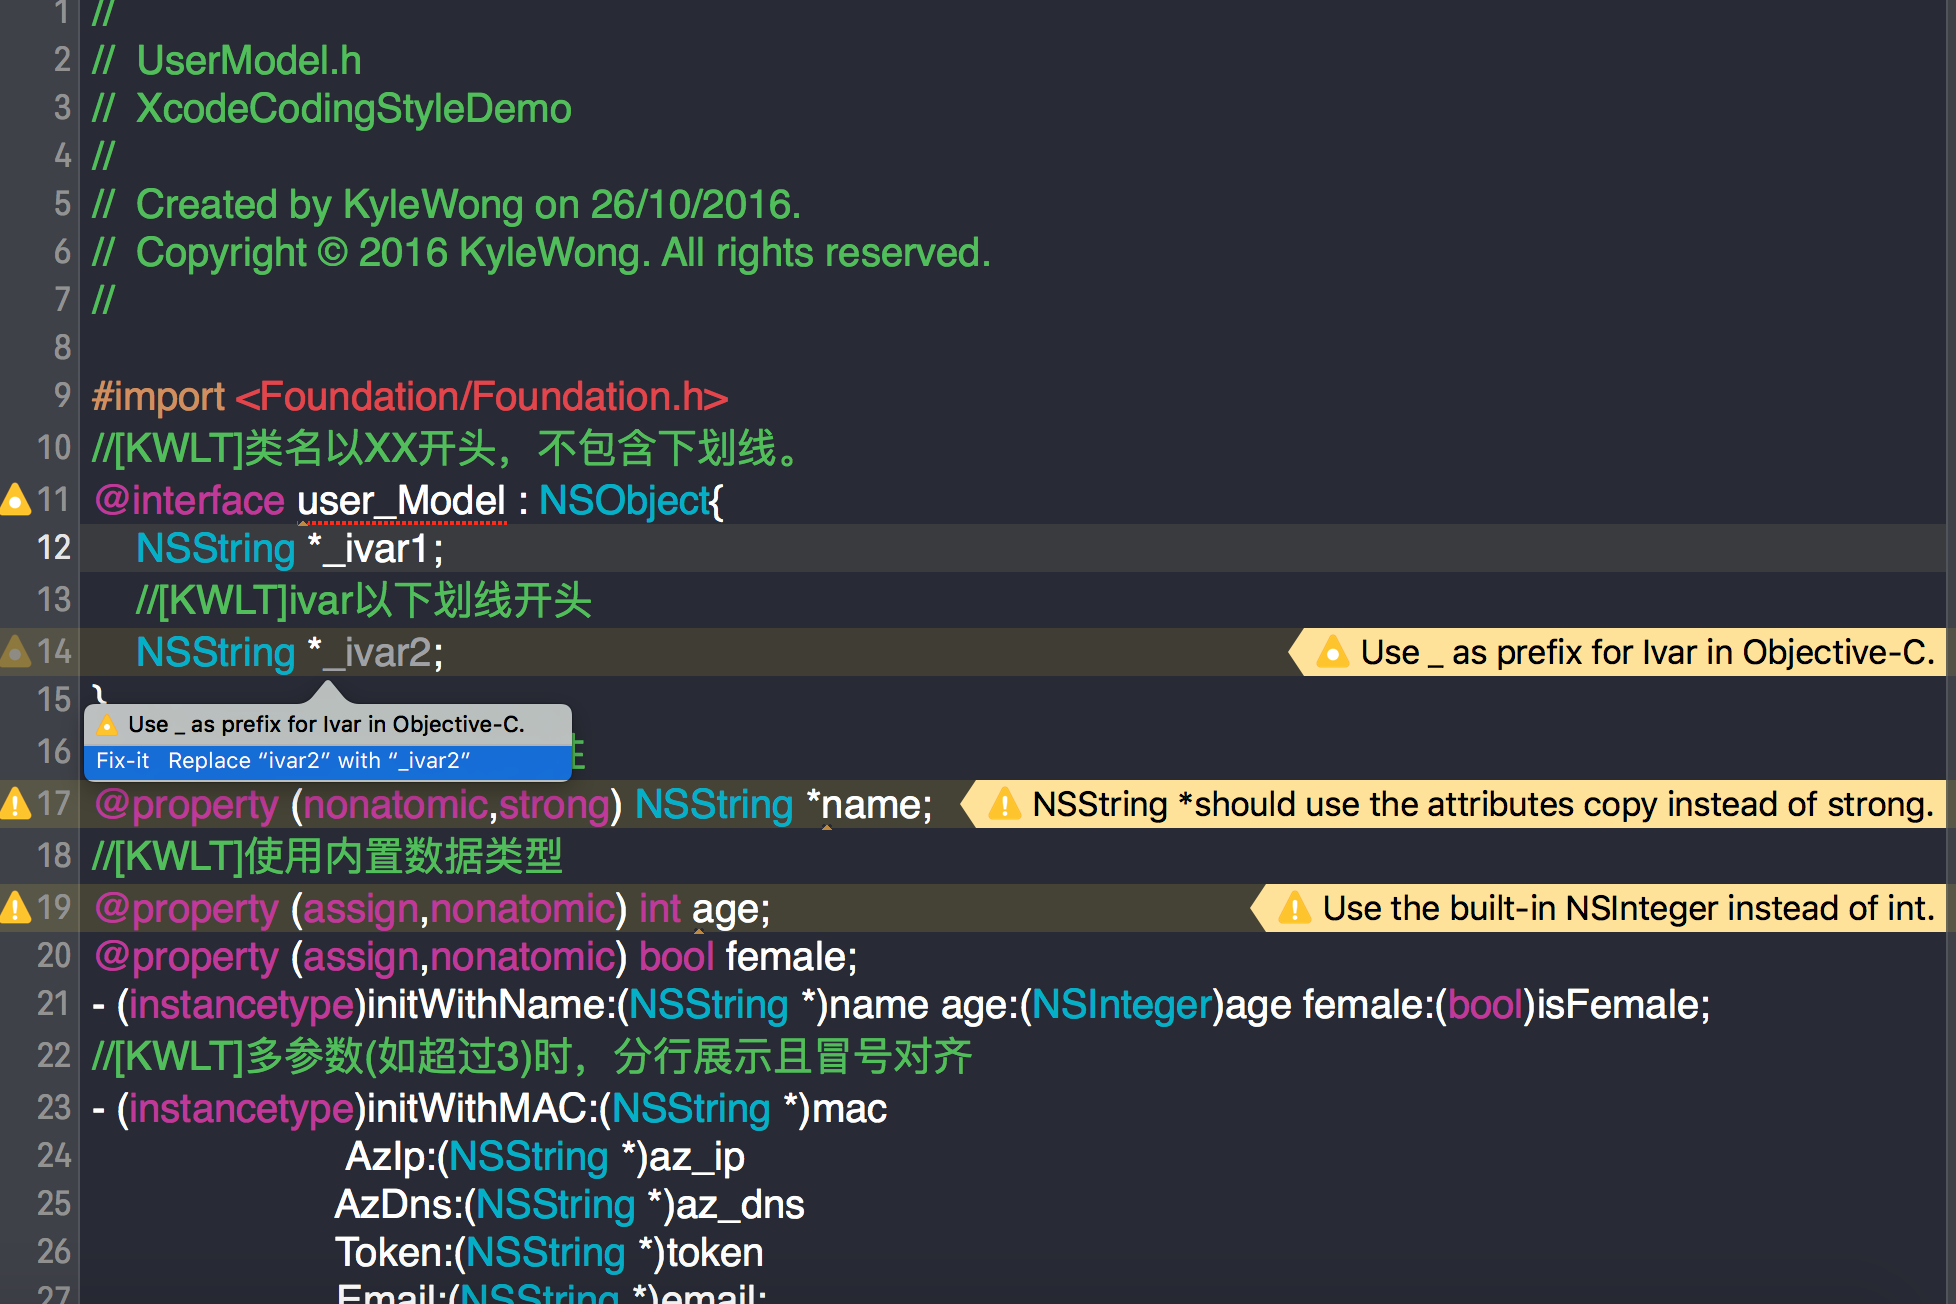 1 //
2 // UserModel.h
3 // XcodeCodingStyleDemo
4 //
5 // Created by KyleWong on 26/10/2016.
6 // Copyright © 2016 KyleWong. All rights reserved.
7 //
8
9 #import <Foundation/Foundation.h>
10 //[KWLT]类名以XX开头，不包含下划线。
11 @interface user_Model : NSObject{
12 NSString *_ivar1;
13 //[KWLT]ivar以下划线开头
14 NSString *_ivar2; Use _ as prefix for Ivar in Objective-C.
15 }
Use _ as prefix for Ivar in Objective-C.
16
Fix-it Replace “ivar2” with “_ivar2”
17 @property (nonatomic,strong) NSString *name; NSString *should use the attributes copy instead of strong.
18 //[KWLT]使用内置数据类型
19 @property (assign,nonatomic) int age; Use the built-in NSInteger instead of int.
20 @property (assign,nonatomic) bool female;
21 - (instancetype)initWithName:(NSString *)name age:(NSInteger)age female:(bool)isFemale;
22 //[KWLT]多参数(如超过3)时，分行展示且冒号对齐
23 - (instancetype)initWithMAC:(NSString *)mac
24 AzIp:(NSString *)az_ip
25 AzDns:(NSString *)az_dns
26 Token:(NSString *)token
27 Email:(NSString *)email;